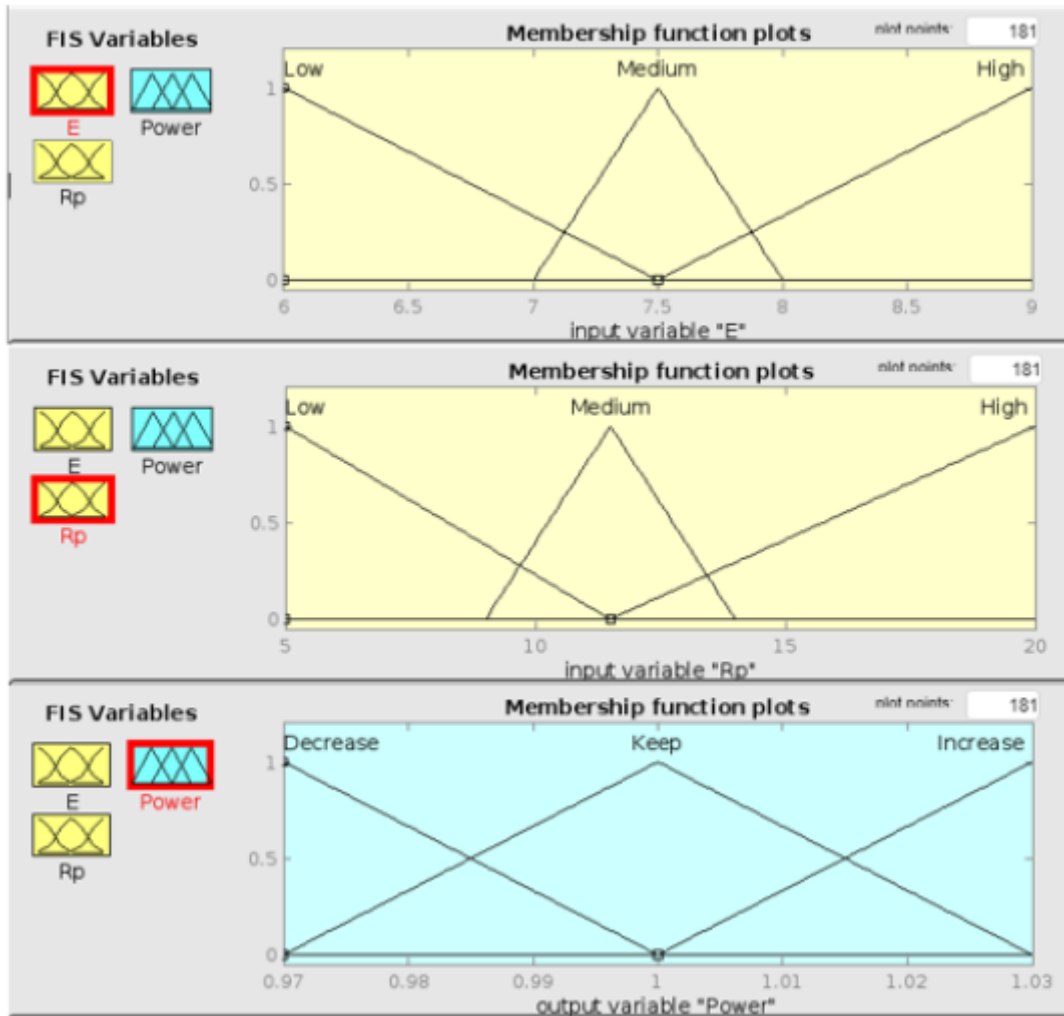 FIS Variables
Membership function plots
plot points:
181
E
Power
Rp
Low
Medium
High
1
0.5
0
6
6.5
7
7.5
8
8.5
9
input variable "E"
FIS Variables
Membership function plots
plot points:
181
E
Power
Rp
Low
Medium
High
1
0.5
0
5
10
15
20
input variable "Rp"
FIS Variables
Membership function plots
plot points:
181
E
Power
Rp
Decrease
Keep
Increase
1
0.5
0
0.97
0.98
0.99
1
1.01
1.02
1.03
output variable "Power"